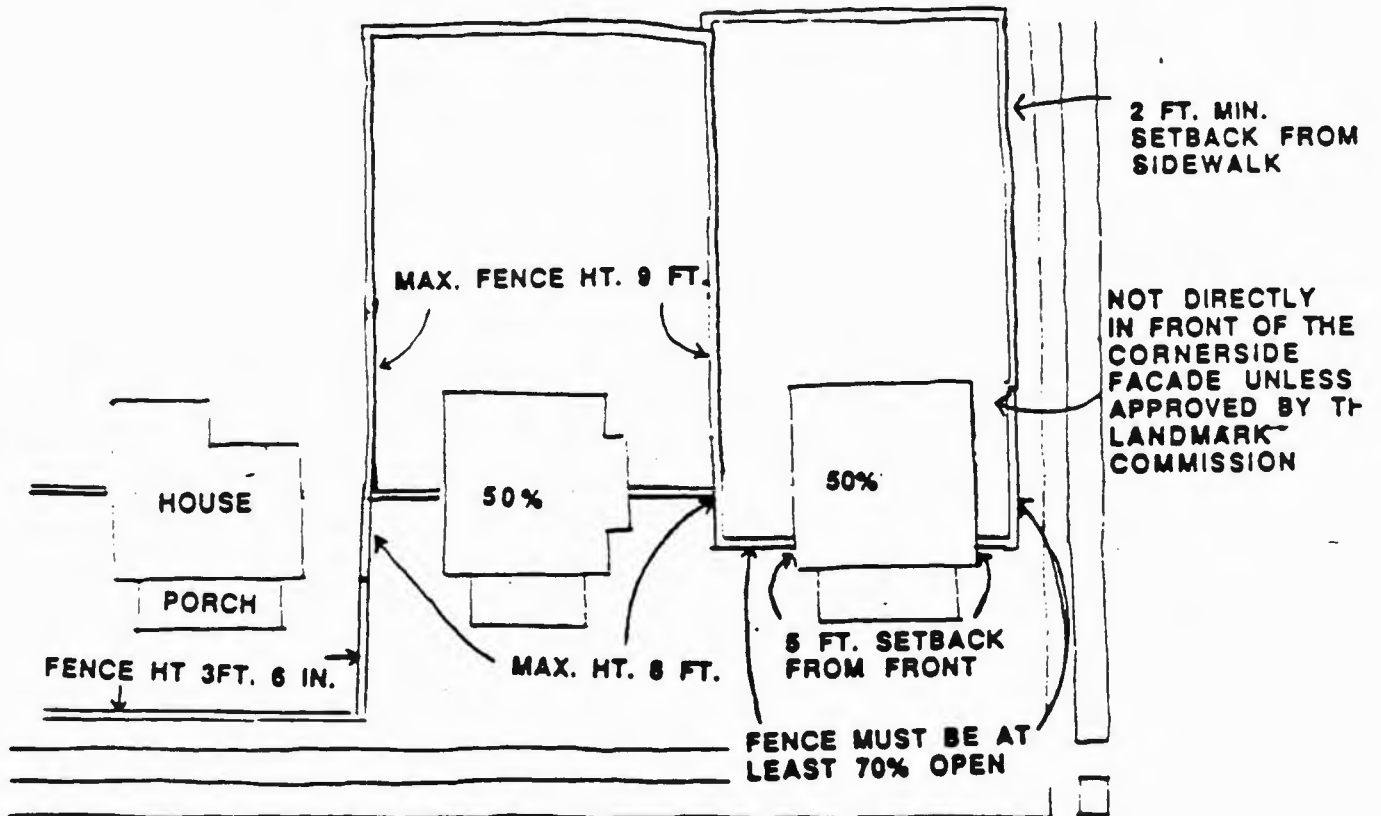 2 FT. MIN.
SETBACK FROM
SIDEWALK
MAX. FENCE HT. 9 FT.
NOT DIRECTLY
IN FRONT OF THE
CORNERSIDE
FACADE UNLESS
APPROVED BY
LANDMARK
COMMISSION
HOUSE
50%
50%
PORCH
FENCE HT 3FT. 6 IN.
MAX. HT. 8 FT.
5 FT. SETBACK
FROM FRONT
FENCE MUST BE AT
LEAST 70% OPEN